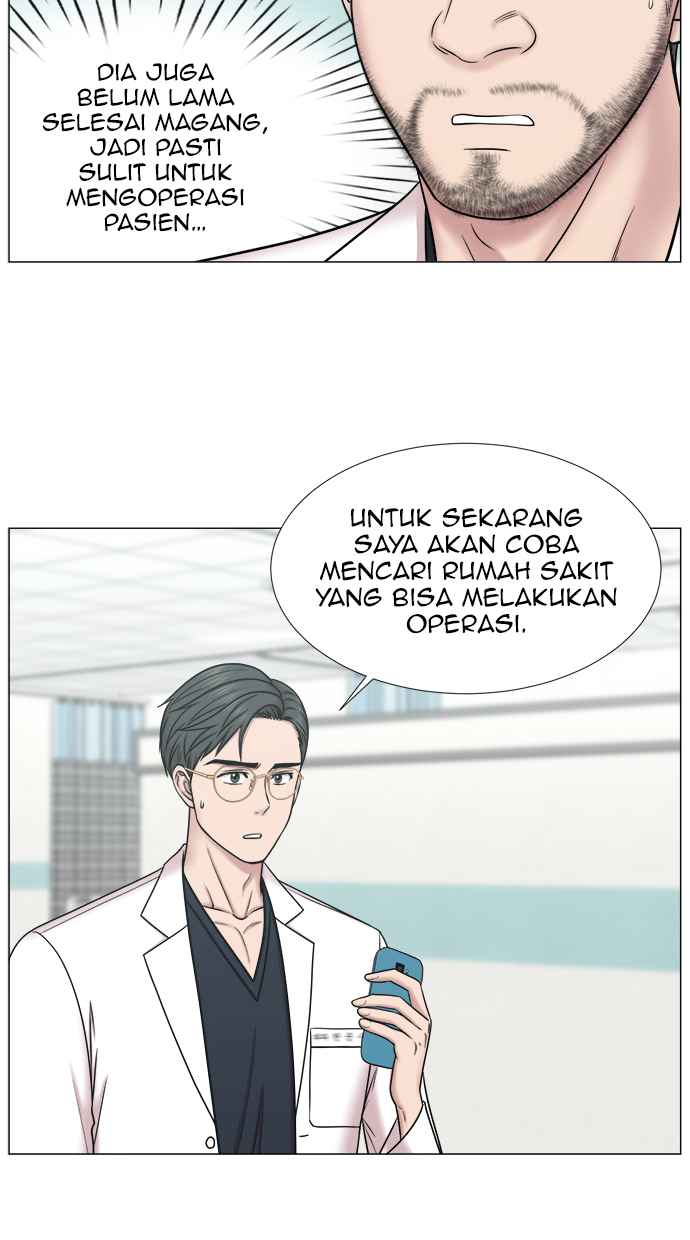 DIA JUGA
BELUM LAMA
SELESAI MAGANG,
JADI PASTI
SULIT UNTUK
MENGOPERASI
PASIEN...
UNTUK SEKARANG
SAYA AKAN COBA
MENCARI RUMAH SAKIT
YANG BISA MELAKUKAN
OPERASI.